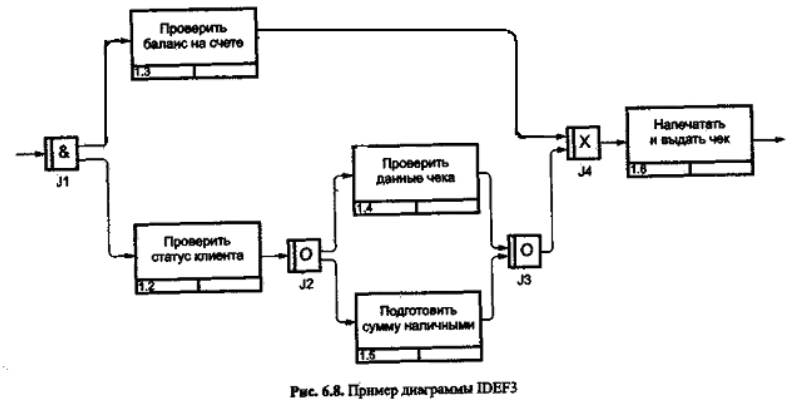 Проверить
баланс на счете
1.3
&
J1
Проверить
статус клиента
1.2
O
J2
Проверить
данные чека
1.4
Подготовить
сумму наличными
1.5
O
J3
X
J4
Напечатать
и выдать чек
1.6
Рис. 6.8. Пример диаграммы IDEF3